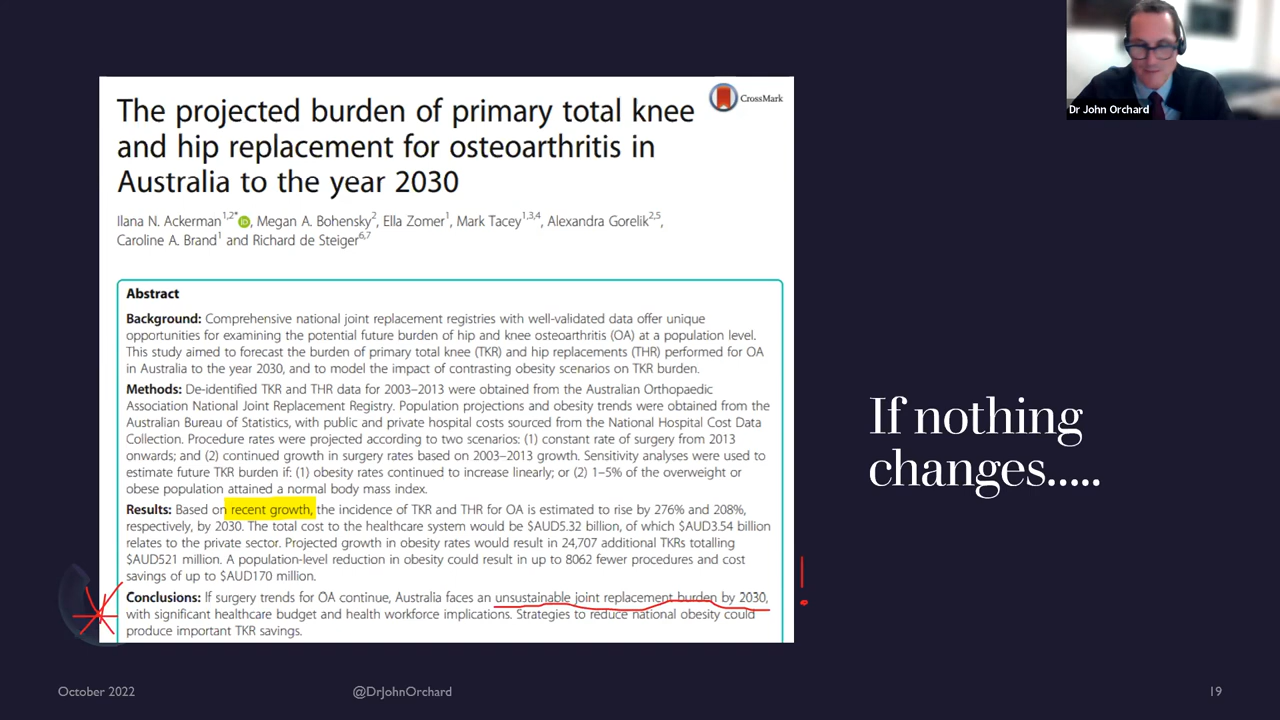 The projected burden of primary total knee
and hip replacement for osteoarthritis in
Australia to the year 2030
CrossMark
Ilana N. Ackerman1,2* iD, Megan A. Bohensky2, Ella Zomer1, Mark Tacey1,3,4, Alexandra Gorelik2,5,
Caroline A. Brand1 and Richard de Steiger6,7
Abstract
Background: Comprehensive national joint replacement registries with well-validated data offer unique
opportunities for examining the potential future burden of hip and knee osteoarthritis (OA) at a population level.
This study aimed to forecast the burden of primary total knee (TKR) and hip replacements (THR) performed for OA
in Australia to the year 2030, and to model the impact of contrasting obesity scenarios on TKR burden.
Methods: De-identified TKR and THR data for 2003–2013 were obtained from the Australian Orthopaedic
Association National Joint Replacement Registry. Population projections and obesity trends were obtained from the
Australian Bureau of Statistics, with public and private hospital costs sourced from the National Hospital Cost Data
Collection. Procedure rates were projected according to two scenarios: (1) constant rate of surgery from 2013
onwards; and (2) continued growth in surgery rates based on 2003–2013 growth. Sensitivity analyses were used to
estimate future TKR burden if: (1) obesity rates continued to increase linearly; or (2) 1–5% of the overweight or
obese population attained a normal body mass index.
Results: Based on recent growth, the incidence of TKR and THR for OA is estimated to rise by 276% and 208%,
respectively, by 2030. The total cost to the healthcare system would be $AUD5.32 billion, of which $AUD3.54 billion
relates to the private sector. Projected growth in obesity rates would result in 24,707 additional TKRs totalling
$AUD521 million. A population-level reduction in obesity could result in up to 8062 fewer procedures and cost
savings of up to $AUD170 million.
Conclusions: If surgery trends for OA continue, Australia faces an unsustainable joint replacement burden by 2030,
with significant healthcare budget and health workforce implications. Strategies to reduce national obesity could
produce important TKR savings.
!
If nothing
changes.....
Dr John Orchard
October 2022
@DrJohnOrchard
19